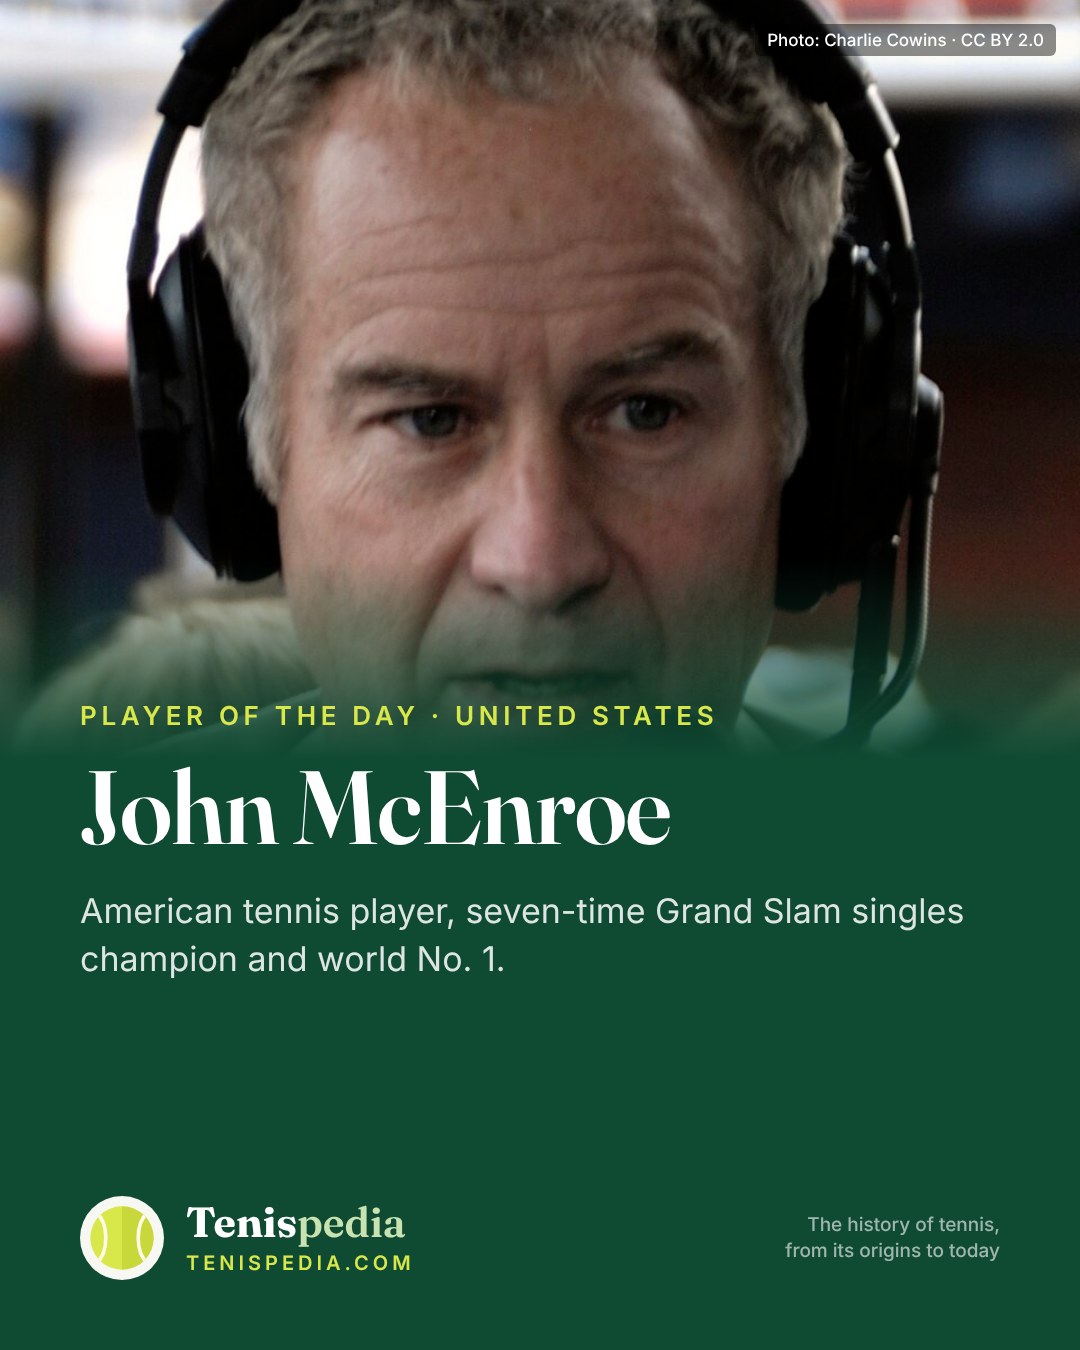 Photo: Charlie Cowins · CC BY 2.0
PLAYER OF THE DAY · UNITED STATES
John McEnroe
American tennis player, seven-time Grand Slam singles
champion and world No. 1.
Tenispedia
TENISPEDIA.COM
The history of tennis,
from its origins to today